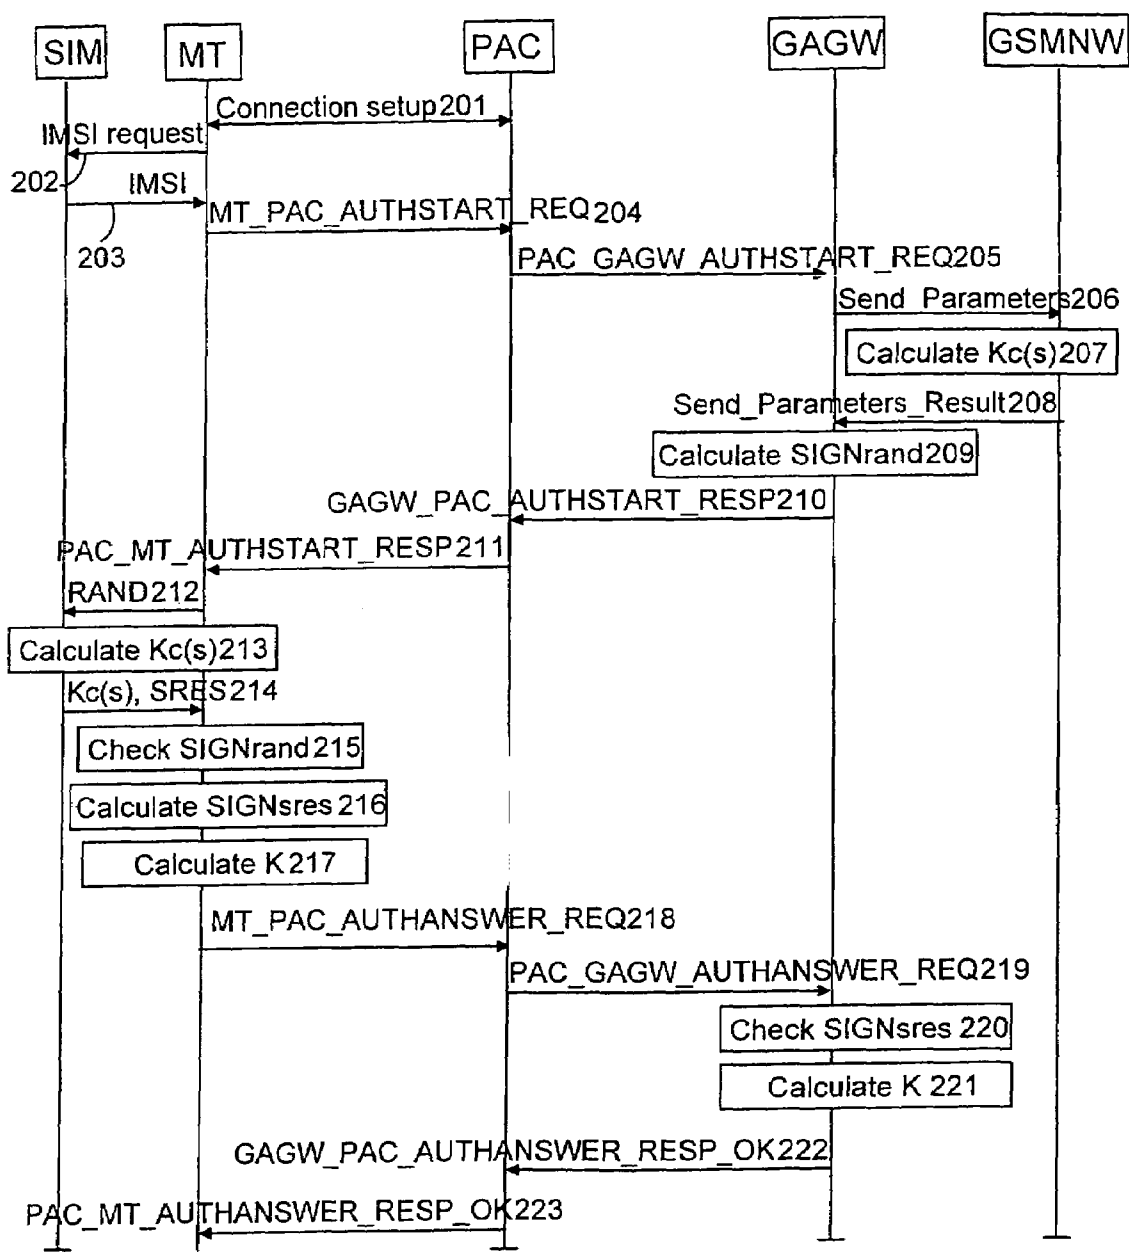 SIM MT PAC GAGW GSMNW
Connection setup201
IMSI request
202
IMSI
MT_PAC_AUTHSTART_REQ204
203
PAC_GAGW_AUTHSTART_REQ205
Send_Parameters206
Calculate Kc(s)207
Send_Parameters_Result208
Calculate SIGNrand209
GAGW_PAC_AUTHSTART_RESP210
PAC_MT_AUTHSTART_RESP211
RAND212
Calculate Kc(s)213
Kc(s), SRES214
Check SIGNrand215
Calculate SIGNsres216
Calculate K217
MT_PAC_AUTHANSWER_REQ218
PAC_GAGW_AUTHANSWER_REQ219
Check SIGNsres 220
Calculate K 221
GAGW_PAC_AUTHANSWER_RESP_OK222
PAC_MT_AUTHANSWER_RESP_OK223